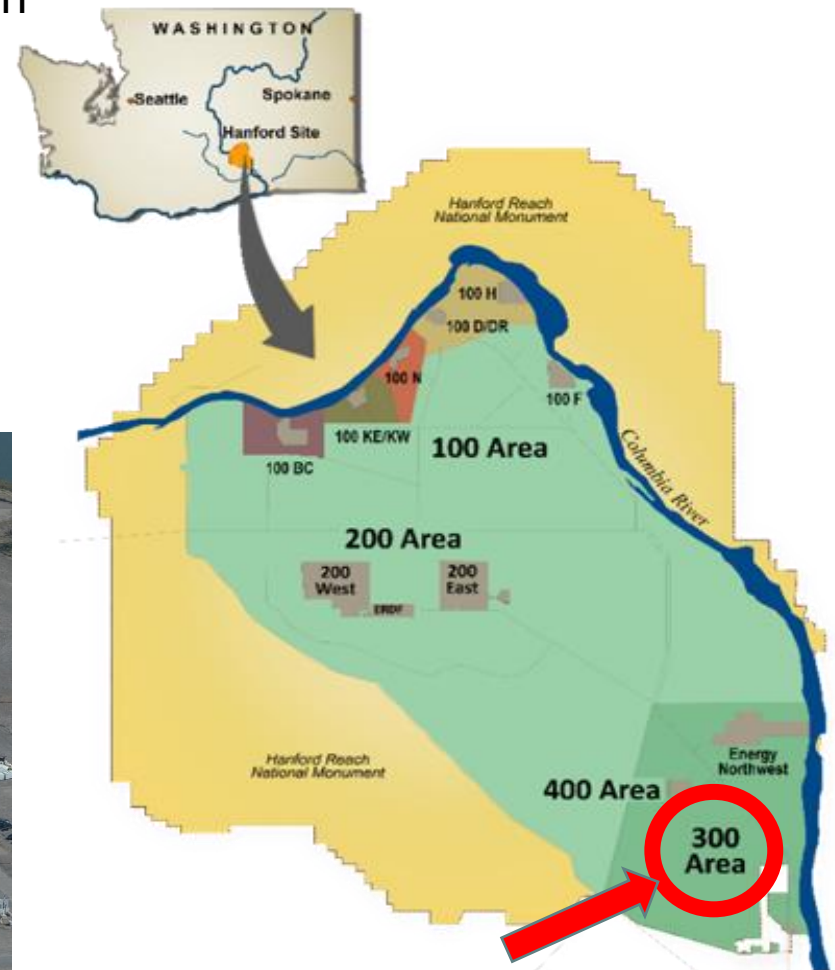 WASHINGTON
Seattle
Spokane
Hanford Site
Hanford Reach
National Monument
100 H
100 D/DR
100 N
100 F
100 KE/KW
100 BC
100 Area
Columbia River
200 Area
200
West
200
East
ERDF
Energy
Northwest
Hanford Reach
National Monument
400 Area
300
Area